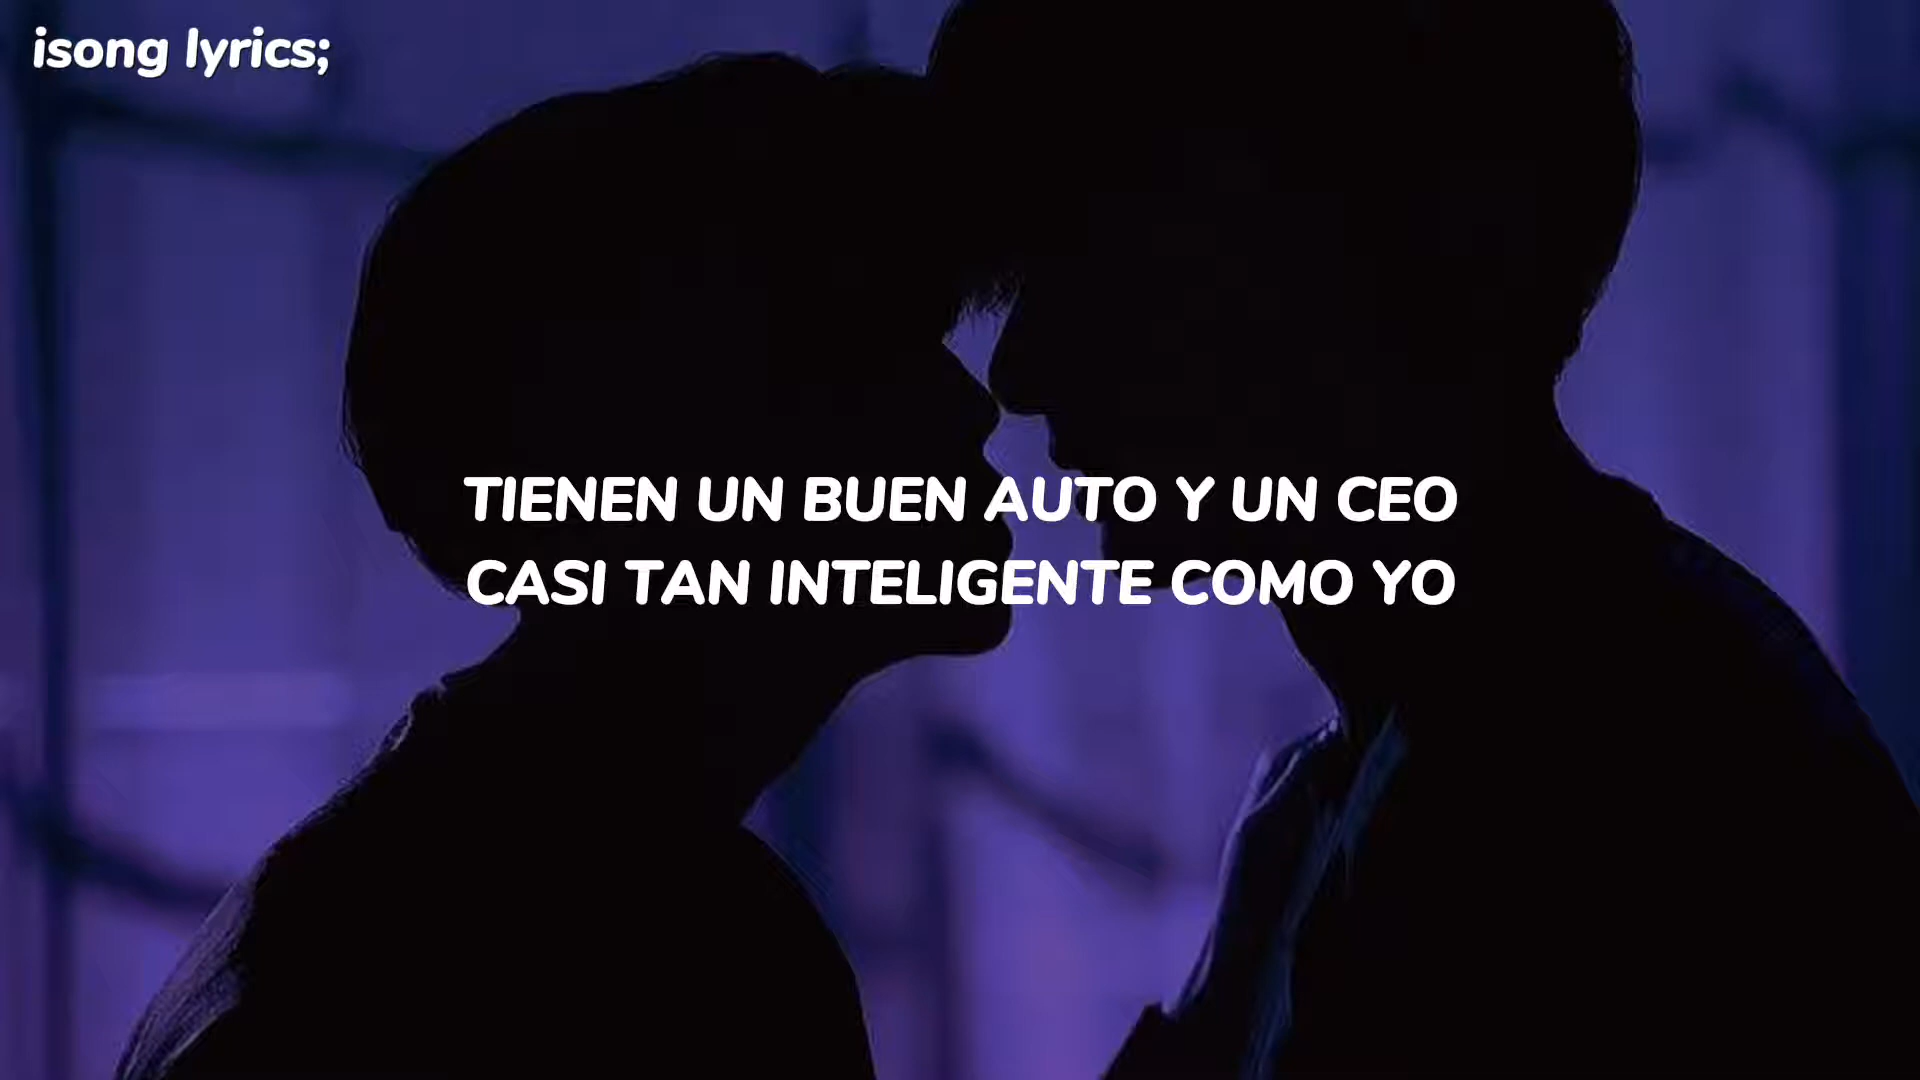 isong lyrics;
TIENEN UN BUEN AUTO Y UN CEO
CASI TAN INTELIGENTE COMO YO